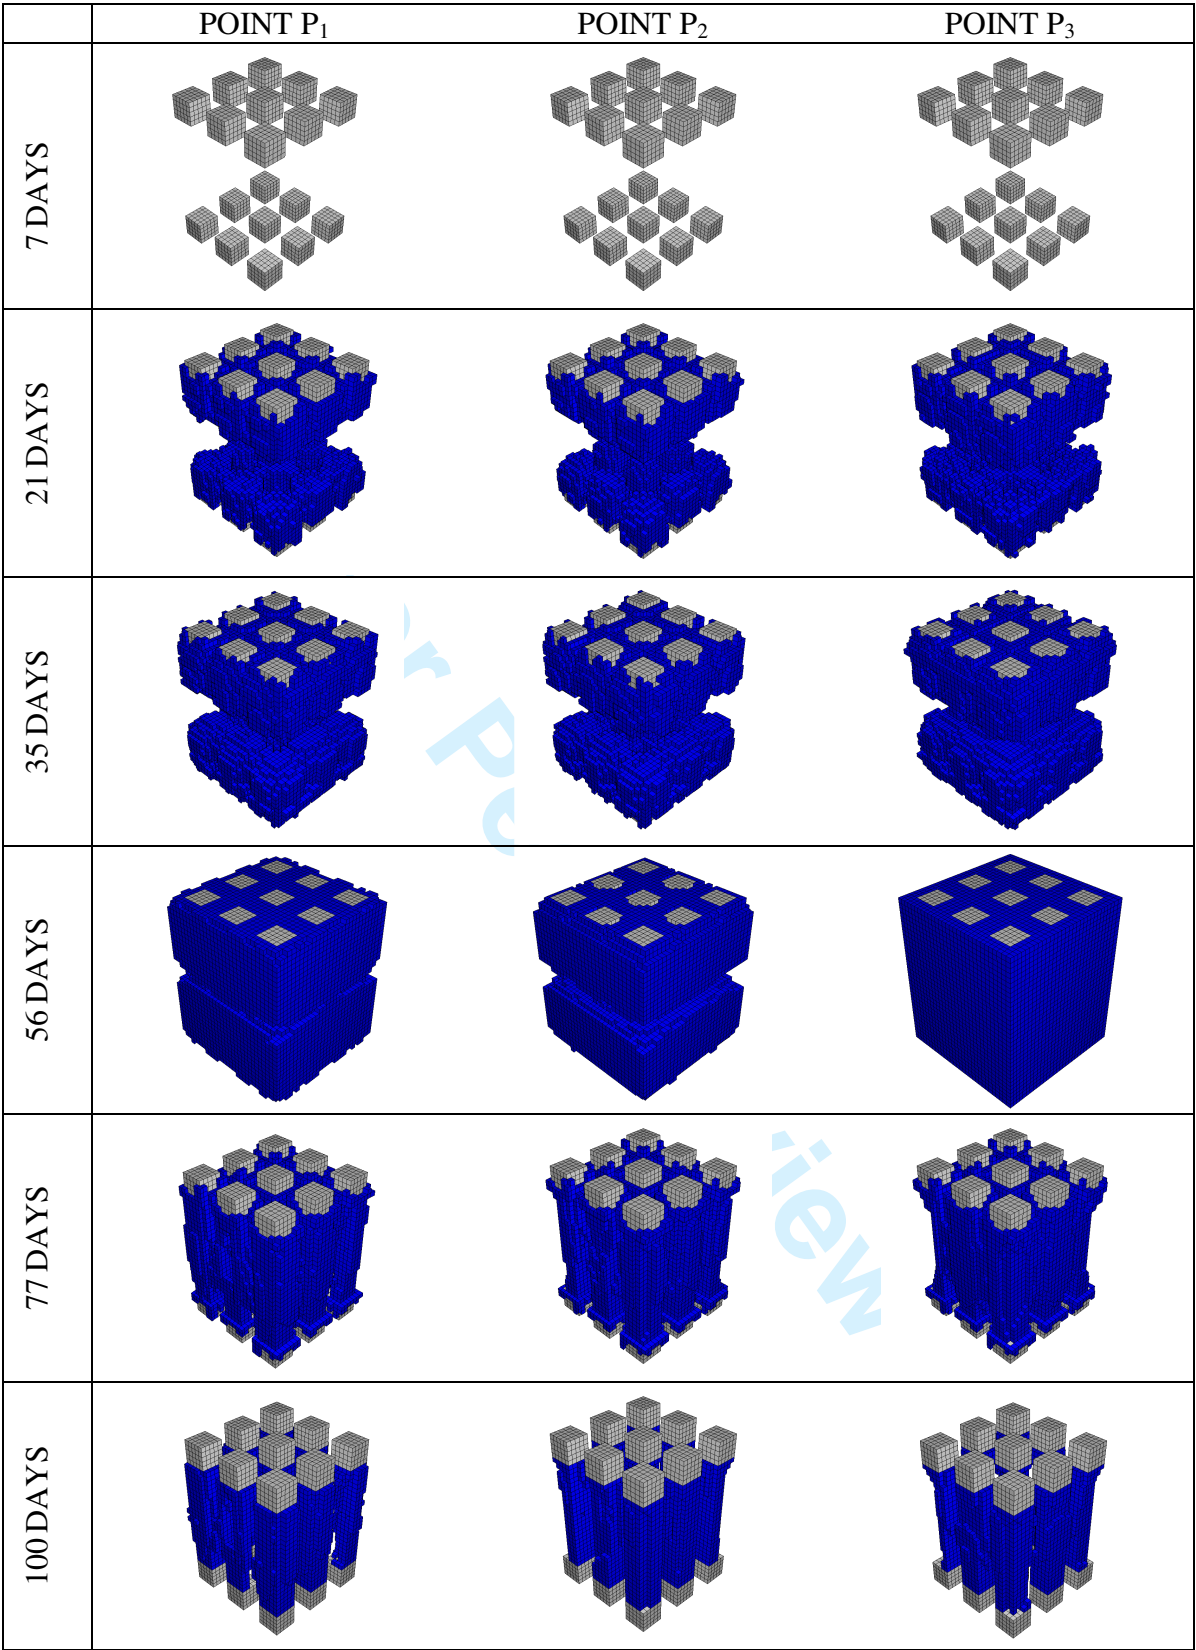 POINT P₁ POINT P₂ POINT P₃
7 DAYS
21 DAYS
35 DAYS
56 DAYS
77 DAYS
100 DAYS